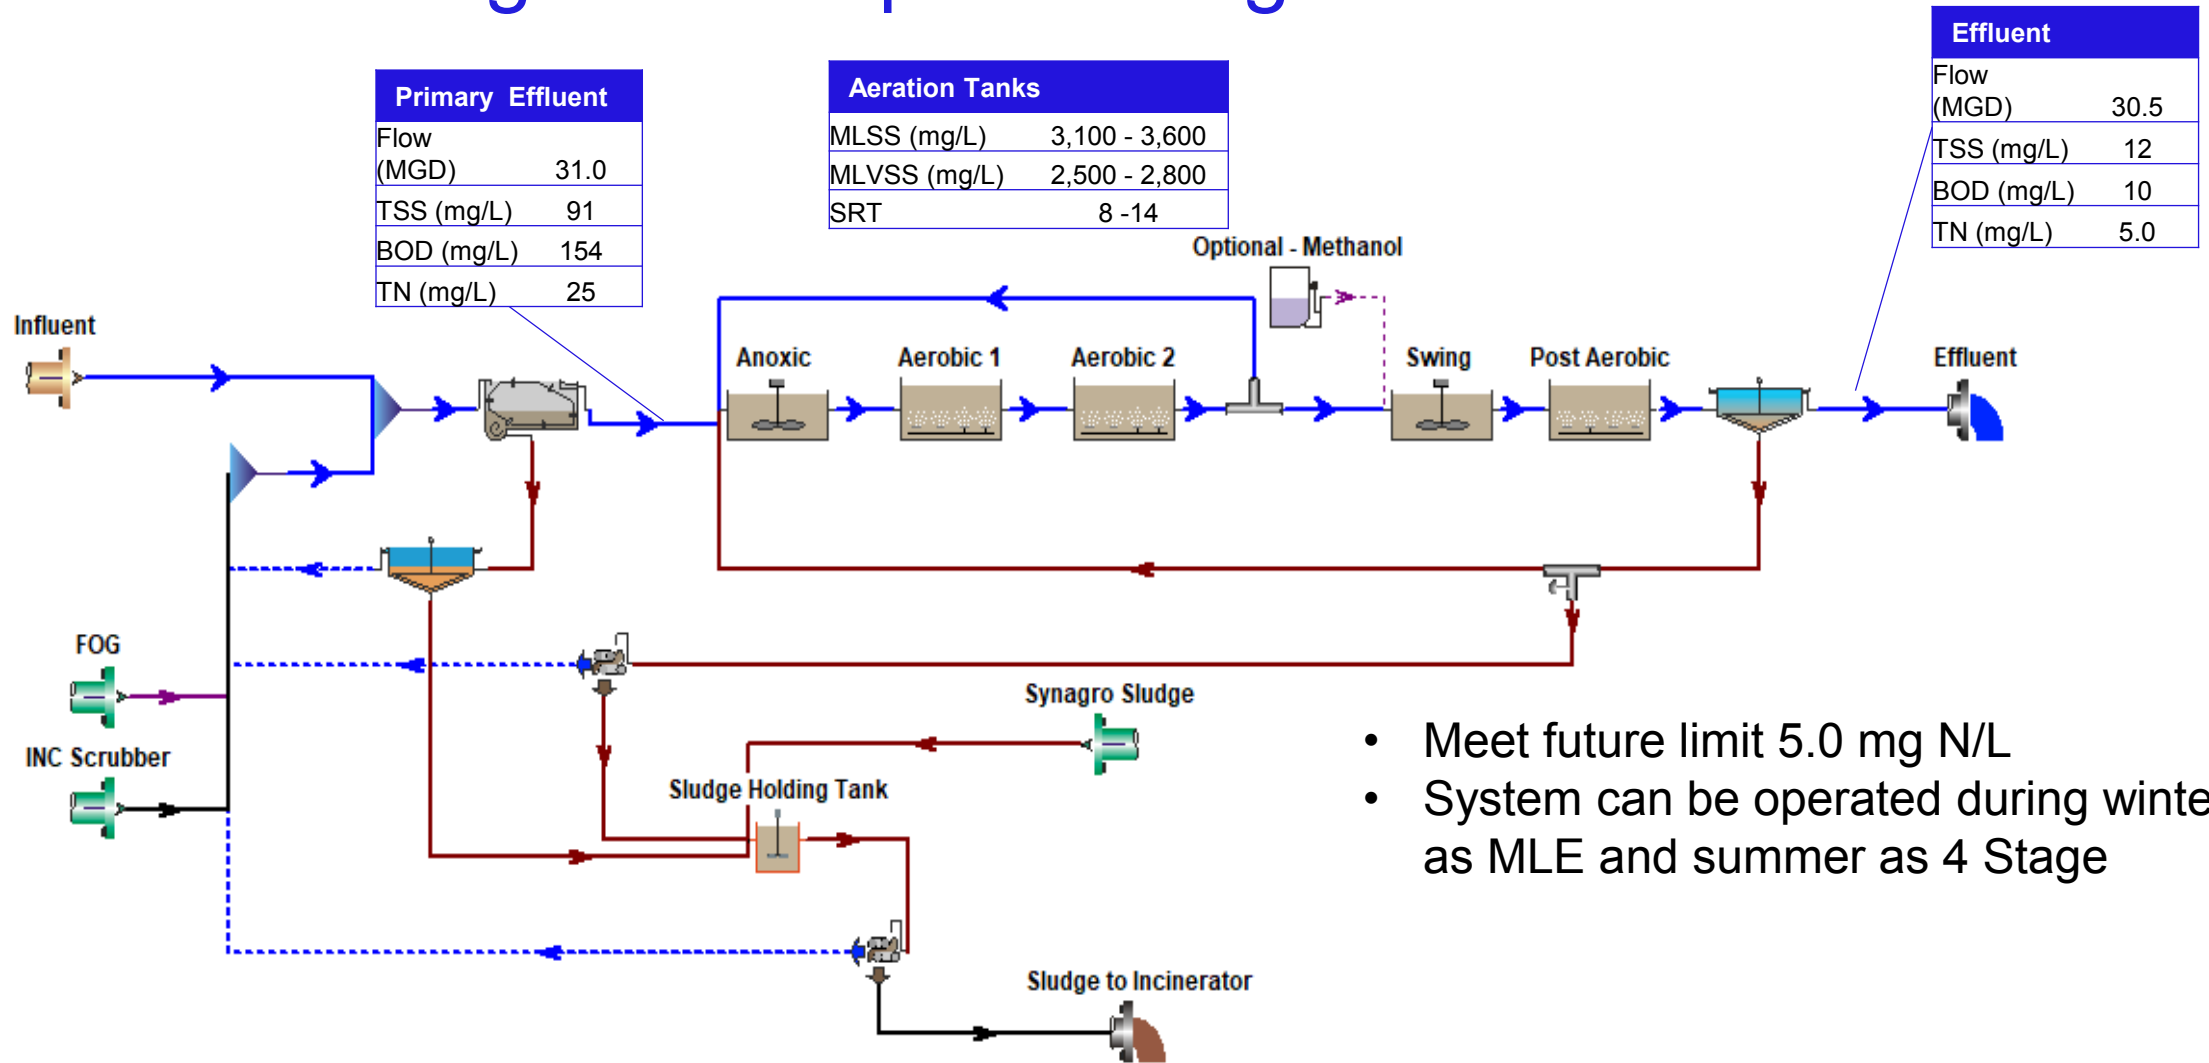 Primary Effluent
Flow
(MGD) 31.0
TSS (mg/L) 91
BOD (mg/L) 154
TN (mg/L) 25
Aeration Tanks
MLSS (mg/L) 3,100 - 3,600
MLVSS (mg/L) 2,500 - 2,800
SRT 8 -14
Effluent
Flow
(MGD) 30.5
TSS (mg/L) 12
BOD (mg/L) 10
TN (mg/L) 5.0
Optional - Methanol
Influent
Anoxic
Aerobic 1
Aerobic 2
Swing
Post Aerobic
Effluent
FOG
INC Scrubber
Synagro Sludge
Sludge Holding Tank
Sludge to Incinerator
• Meet future limit 5.0 mg N/L
• System can be operated during winte
as MLE and summer as 4 Stage